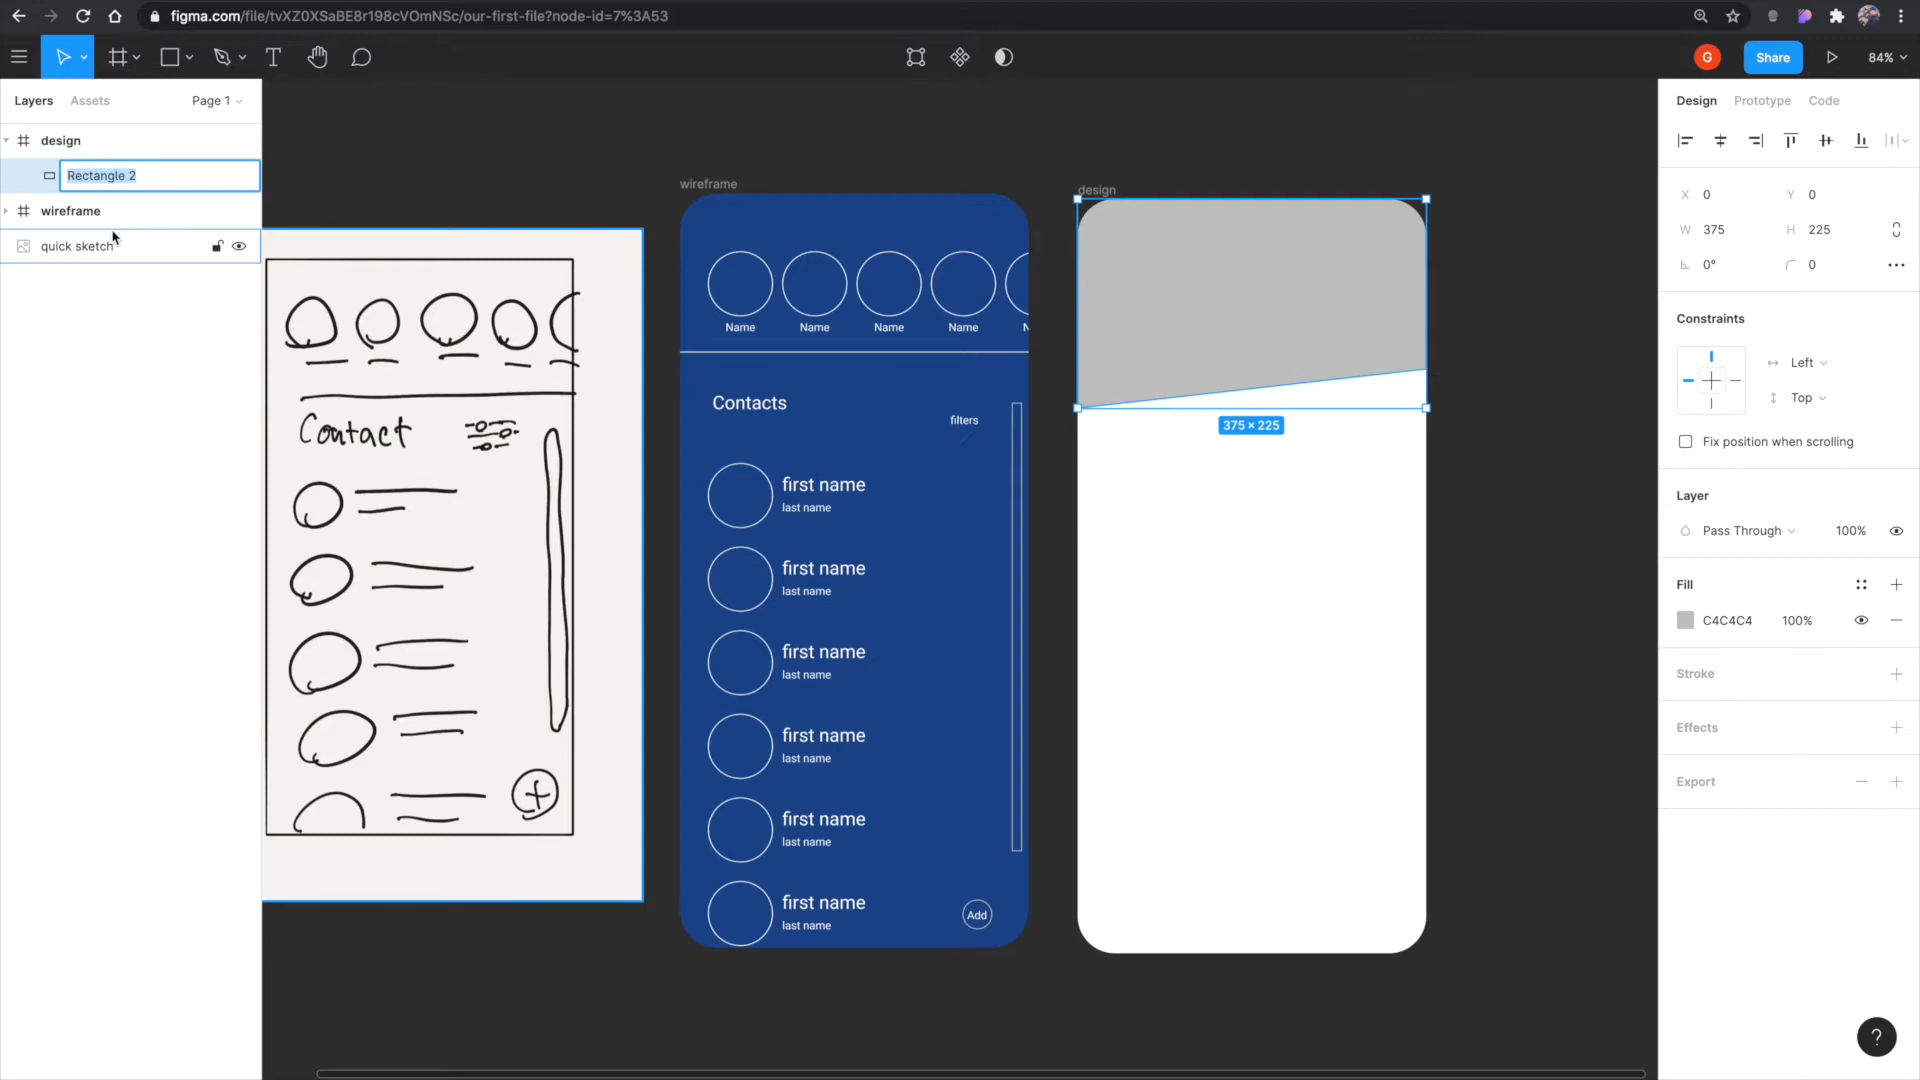 figma.com/file/tvXZ0XSaBE8r198cVOmNSc/our-first-file?node-id=7%3A53
G
Share
84%
Layers
Assets
Page 1
design
Rectangle 2
wireframe
quick sketch
Contact
wireframe
Name
Name
Name
Name
N
Contacts
filters
first name
last name
first name
last name
first name
last name
first name
last name
first name
last name
first name
last name
Add
design
375 × 225
Design
Prototype
Code
X 0
Y 0
W 375
H 225
0°
0
Constraints
Left
Top
Fix position when scrolling
Layer
Pass Through
100%
Fill
C4C4C4
100%
Stroke
Effects
Export
?